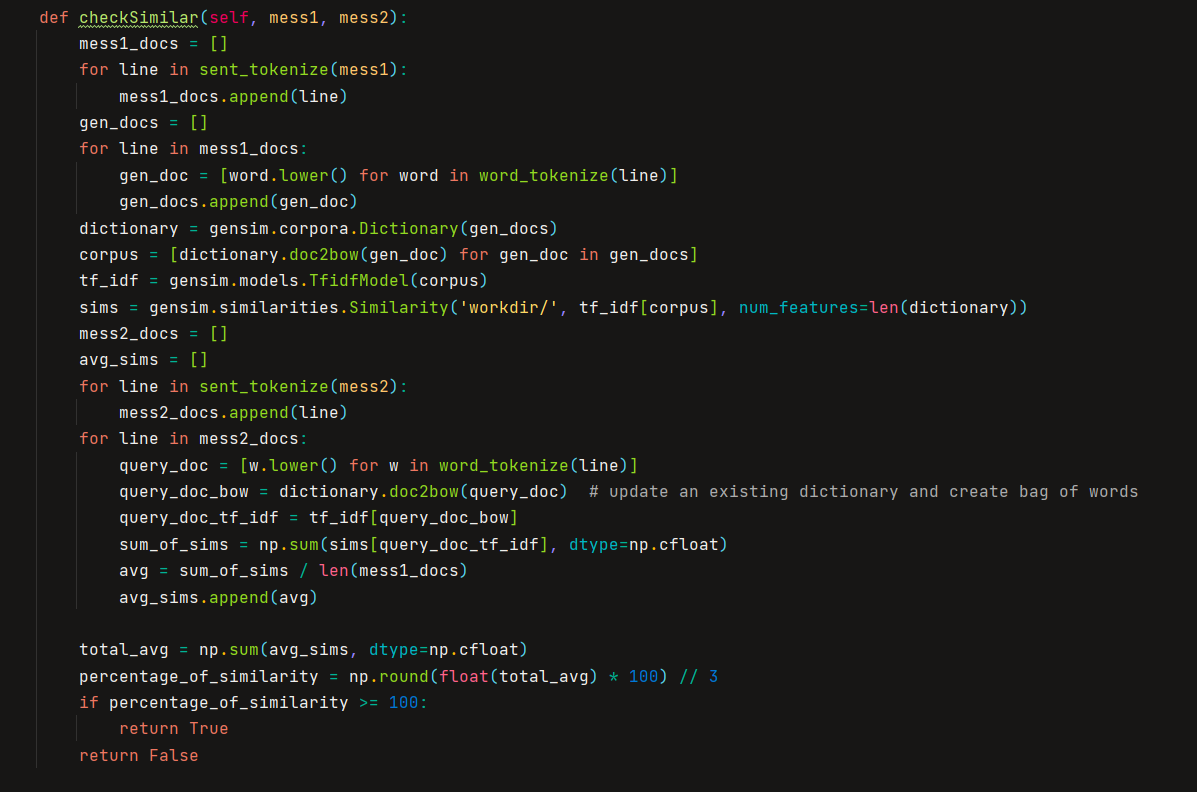 def checkSimilar(self, mess1, mess2):
    mess1_docs = []
    for line in sent_tokenize(mess1):
        mess1_docs.append(line)
    gen_docs = []
    for line in mess1_docs:
        gen_doc = [word.lower() for word in word_tokenize(line)]
        gen_docs.append(gen_doc)
    dictionary = gensim.corpora.Dictionary(gen_docs)
    corpus = [dictionary.doc2bow(gen_doc) for gen_doc in gen_docs]
    tf_idf = gensim.models.TfidfModel(corpus)
    sims = gensim.similarities.Similarity('workdir/', tf_idf[corpus], num_features=len(dictionary))
    mess2_docs = []
    avg_sims = []
    for line in sent_tokenize(mess2):
        mess2_docs.append(line)
    for line in mess2_docs:
        query_doc = [w.lower() for w in word_tokenize(line)]
        query_doc_bow = dictionary.doc2bow(query_doc)  # update an existing dictionary and create bag of words
        query_doc_tf_idf = tf_idf[query_doc_bow]
        sum_of_sims = np.sum(sims[query_doc_tf_idf], dtype=np.cfloat)
        avg = sum_of_sims / len(mess1_docs)
        avg_sims.append(avg)

    total_avg = np.sum(avg_sims, dtype=np.cfloat)
    percentage_of_similarity = np.round(float(total_avg) * 100) // 3
    if percentage_of_similarity >= 100:
        return True
    return False